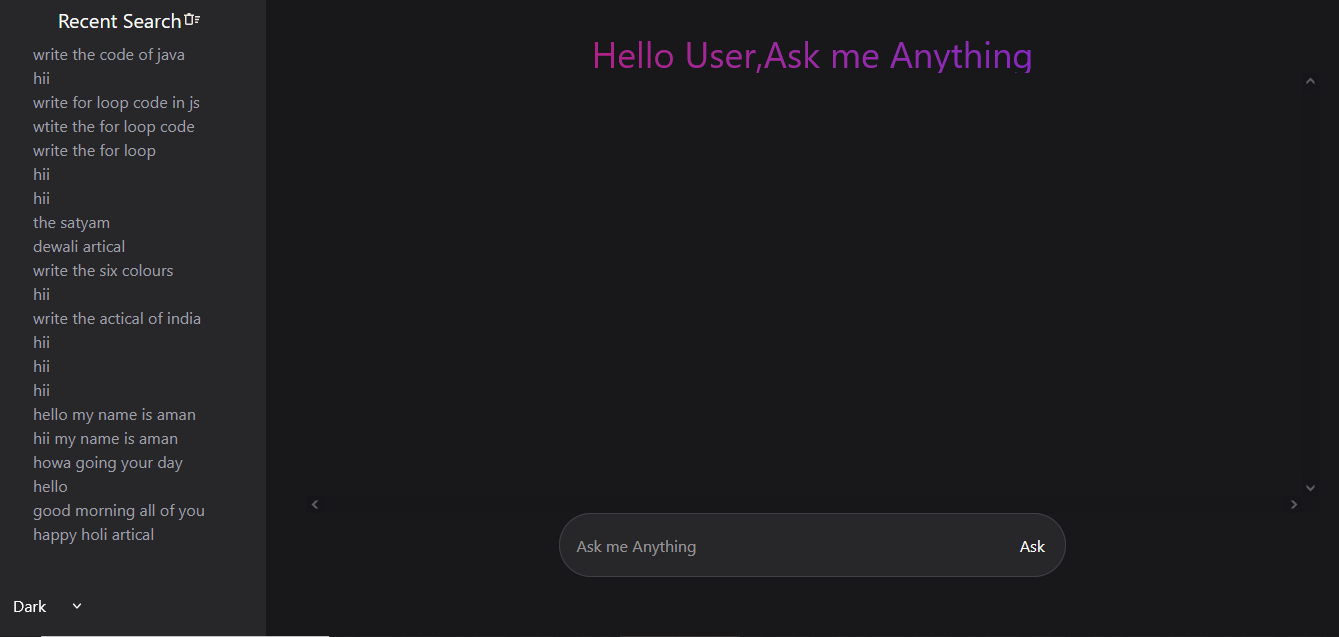 Recent Search
write the code of java
hii
write for loop code in js
wtite the for loop code
write the for loop
hii
hii
the satyam
dewali artical
write the six colours
hii
write the actical of india
hii
hii
hii
hello my name is aman
hii my name is aman
howa going your day
hello
good morning all of you
happy holi artical
Dark
Hello User,Ask me Anything
Ask me Anything
Ask